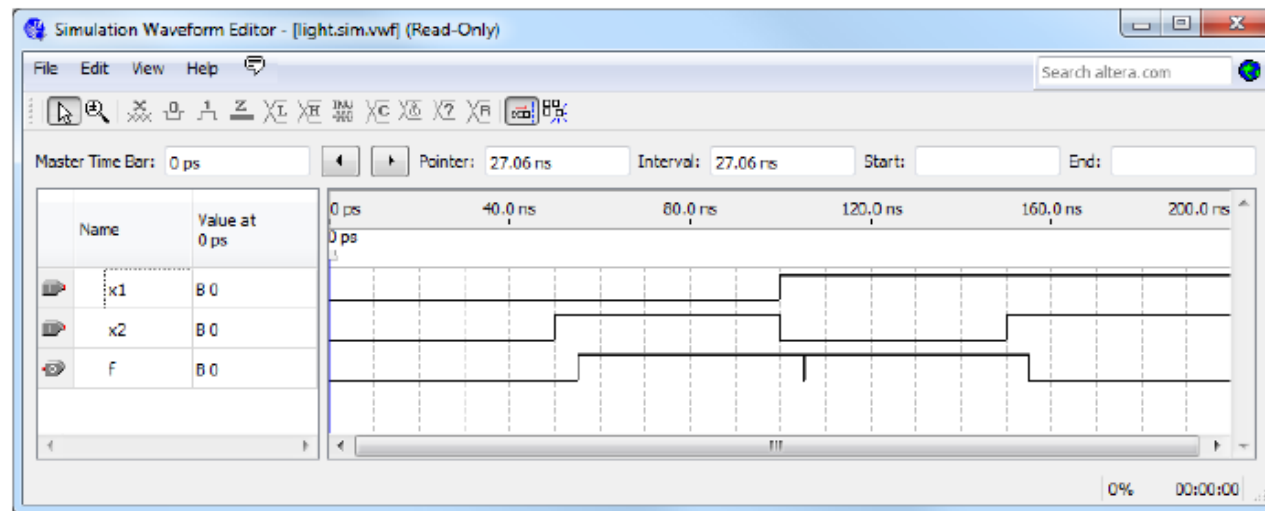 Simulation Waveform Editor - [light.sim.vwf] (Read-Only)
File Edit View Help
Search altera.com
Master Time Bar: 0 ps Pointer: 27.06 ns Interval: 27.06 ns Start: End:
Name Value at 0 ps
0 ps 40.0 ns 80.0 ns 120.0 ns 160.0 ns 200.0 ns
0 ps
x1 B 0
x2 B 0
f B 0
0% 00:00:00